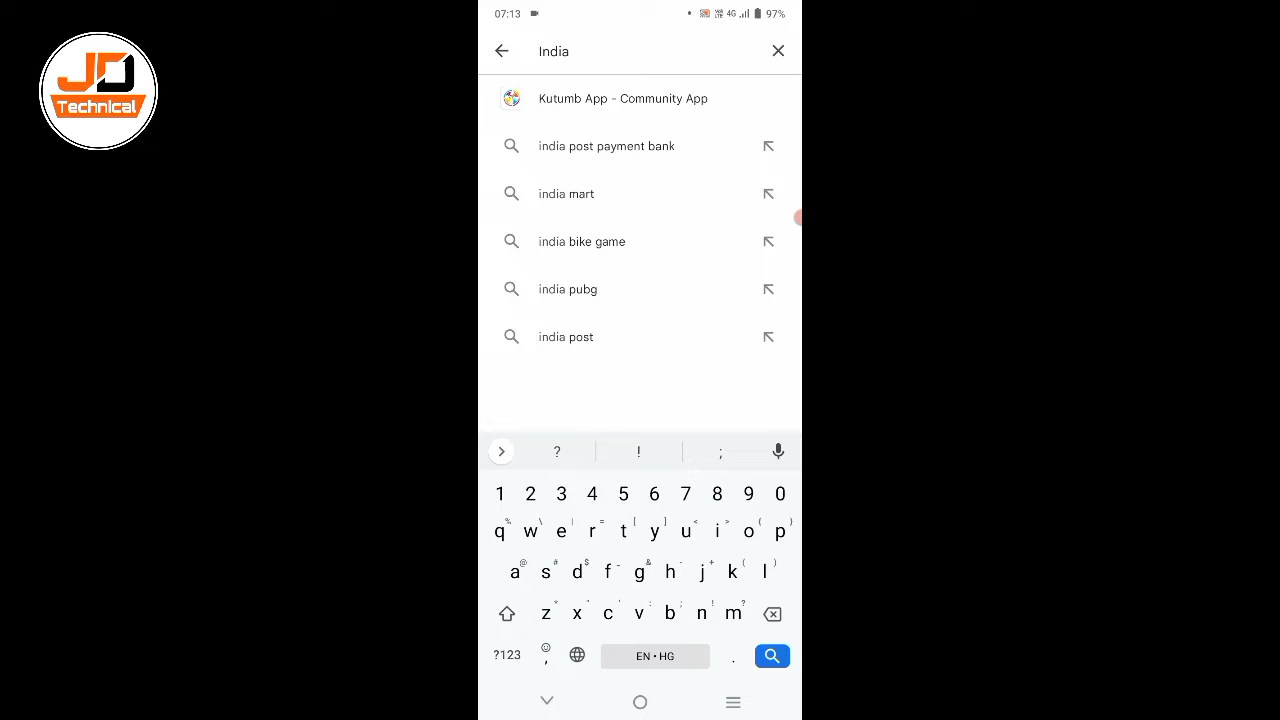 JD
Technical
07:13
4G
97%
India
Kutumb App - Community App
india post payment bank
india mart
india bike game
india pubg
india post
? ! ;
1 2 3 4 5 6 7 8 9 0
q w e r t y u i o p
a s d f g h j k l
z x c v b n m
?123 , EN • HG .